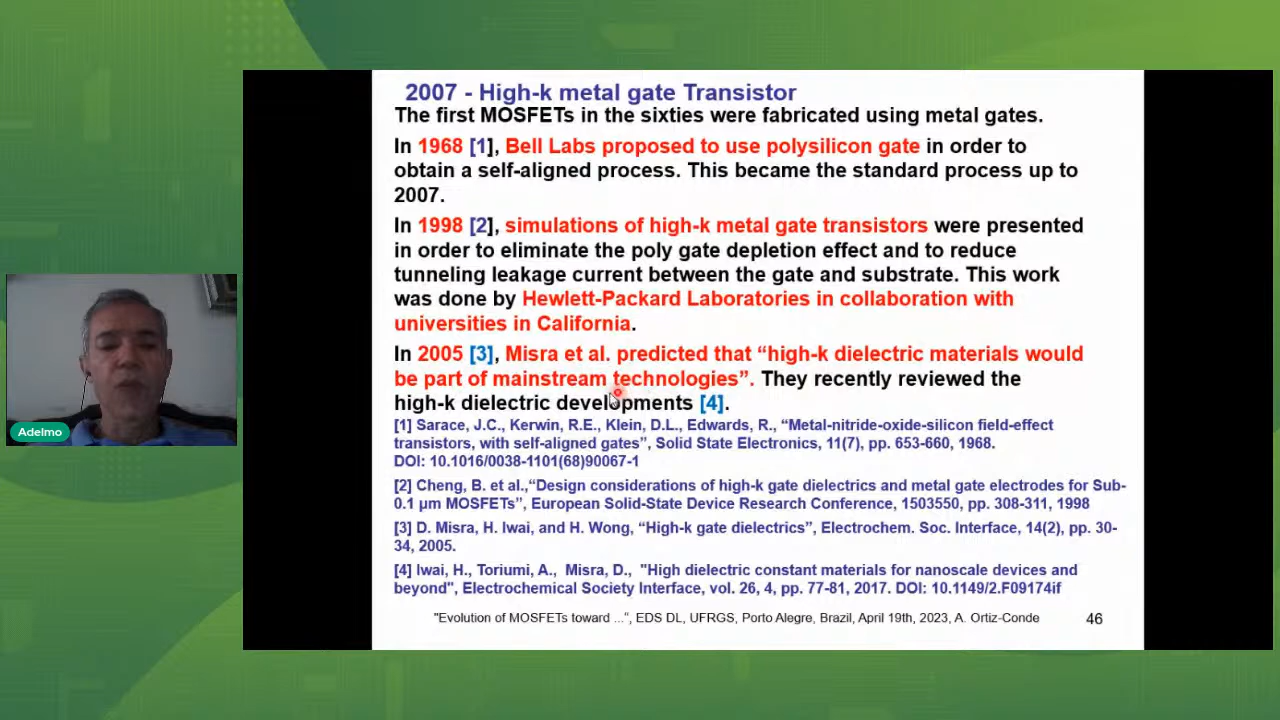 2007 - High-k metal gate Transistor
The first MOSFETs in the sixties were fabricated using metal gates.
In 1968 [1], Bell Labs proposed to use polysilicon gate in order to
obtain a self-aligned process. This became the standard process up to
2007.
In 1998 [2], simulations of high-k metal gate transistors were presented
in order to eliminate the poly gate depletion effect and to reduce
tunneling leakage current between the gate and substrate. This work
was done by Hewlett-Packard Laboratories in collaboration with
universities in California.
In 2005 [3], Misra et al. predicted that “high-k dielectric materials would
be part of mainstream technologies”. They recently reviewed the
high-k dielectric developments [4].
[1] Sarace, J.C., Kerwin, R.E., Klein, D.L., Edwards, R., “Metal-nitride-oxide-silicon field-effect
transistors, with self-aligned gates”, Solid State Electronics, 11(7), pp. 653-660, 1968.
DOI: 10.1016/0038-1101(68)90067-1
[2] Cheng, B. et al.,“Design considerations of high-k gate dielectrics and metal gate electrodes for Sub-
0.1 µm MOSFETs”, European Solid-State Device Research Conference, 1503550, pp. 308-311, 1998
[3] D. Misra, H. Iwai, and H. Wong, “High-k gate dielectrics”, Electrochem. Soc. Interface, 14(2), pp. 30-
34, 2005.
[4] Iwai, H., Toriumi, A., Misra, D., "High dielectric constant materials for nanoscale devices and
beyond", Electrochemical Society Interface, vol. 26, 4, pp. 77-81, 2017. DOI: 10.1149/2.F09174if
"Evolution of MOSFETs toward ...", EDS DL, UFRGS, Porto Alegre, Brazil, April 19th, 2023, A. Ortiz-Conde
46
Adelmo